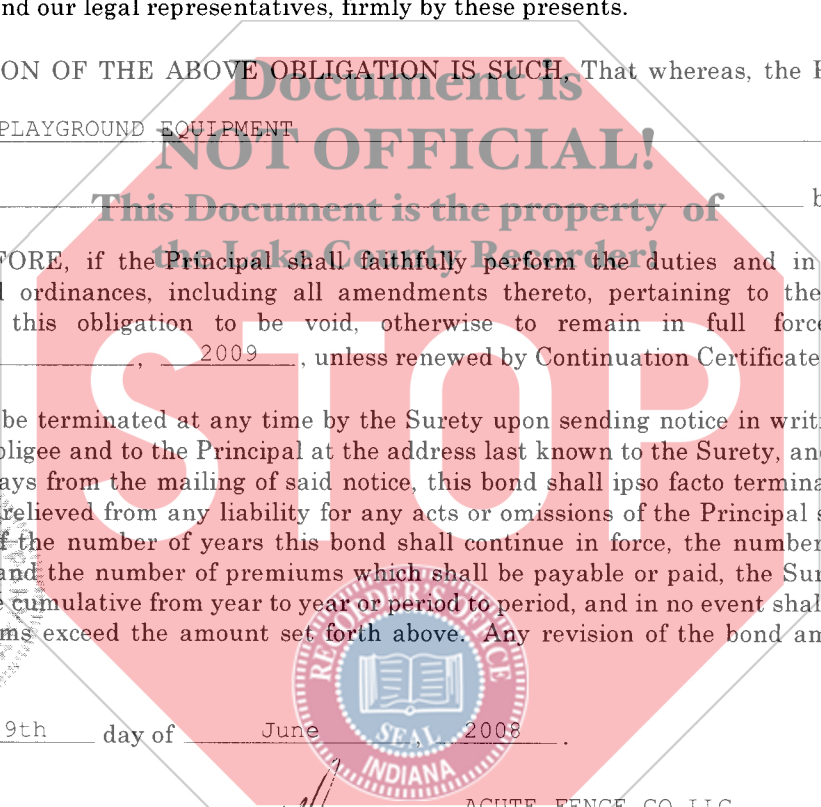 nd our legal representatives, firmly by these presents.
ON OF THE ABOVE OBLIGATION IS SUCH, That whereas, the
Document is
PLAYGROUND EQUIPMENT
NOT OFFICIAL!
This Document is the property of
the Lake County Recorder!
FORE, if the Principal shall faithfully perform the duties and in
ordinances, including all amendments thereto, pertaining to the
this obligation to be void, otherwise to remain in full force
, 2009 , unless renewed by Continuation Certificate
STOP
be terminated at any time by the Surety upon sending notice in writi
bligee and to the Principal at the address last known to the Surety, an
ays from the mailing of said notice, this bond shall ipso facto termina
relieved from any liability for any acts or omissions of the Principal s
f the number of years this bond shall continue in force, the number
and the number of premiums which shall be payable or paid, the Sur
e cumulative from year to year or period to period, and in no event shal
ms exceed the amount set forth above. Any revision of the bond am
RECORDER'S OFFICE
9th day of June , 2008 .
SEAL
INDIANA
ACUTE FENCE CO LLC